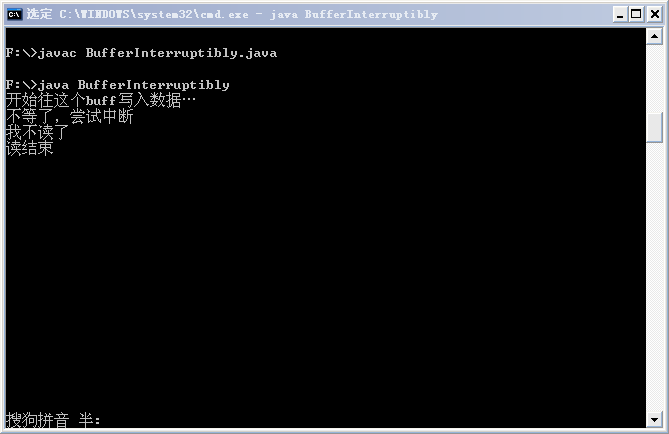 选定 C:\WINDOWS\system32\cmd.exe - java BufferInterruptibly
F:\>javac BufferInterruptibly.java
F:\>java BufferInterruptibly
开始往这个buff写入数据…
不等了，尝试中断
我不读了
读结束
搜狗拼音 半: